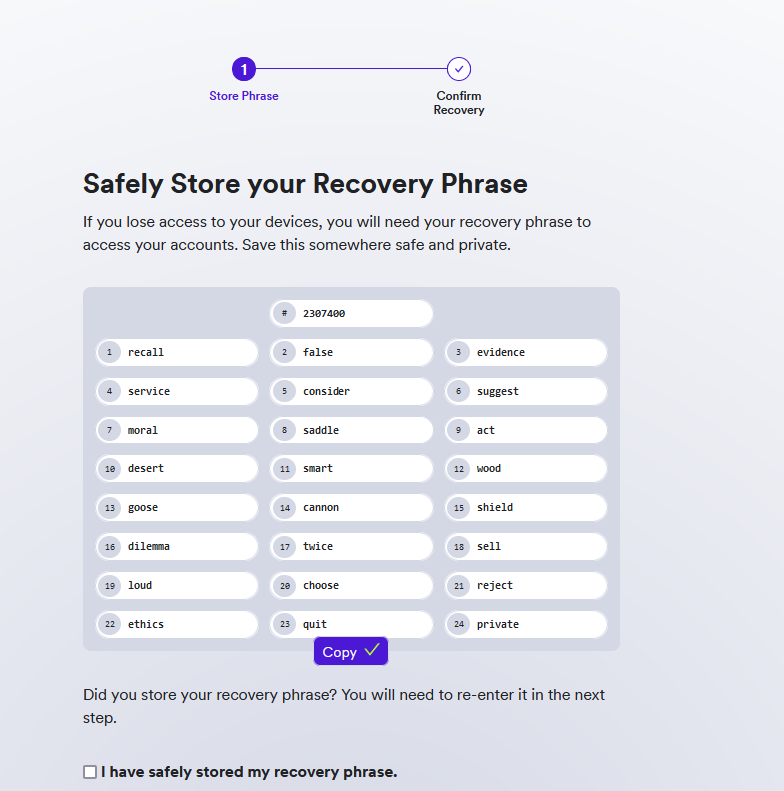 1
Store Phrase
Confirm
Recovery
Safely Store your Recovery Phrase
If you lose access to your devices, you will need your recovery phrase to
access your accounts. Save this somewhere safe and private.
# 2307400
1 recall 2 false 3 evidence
4 service 5 consider 6 suggest
7 moral 8 saddle 9 act
10 desert 11 smart 12 wood
13 goose 14 cannon 15 shield
16 dilemma 17 twice 18 sell
19 loud 20 choose 21 reject
22 ethics 23 quit 24 private
Copy
Did you store your recovery phrase? You will need to re-enter it in the next
step.
I have safely stored my recovery phrase.